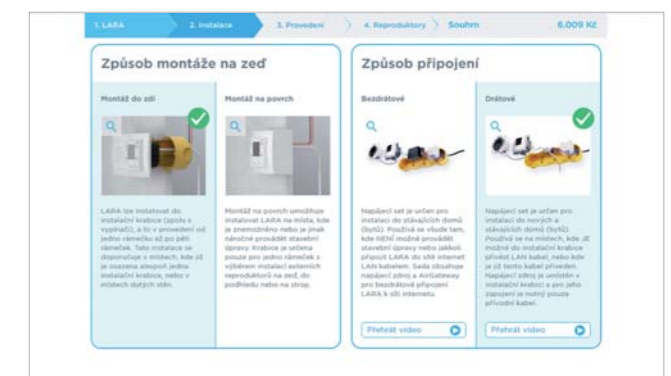 1. LARA
2. Instalace
3. Provedení
4. Reproduktory
Souhrn
6.009 Kč
Způsob montáže na zeď
Montáž do zdi
LARA lze instalovat do
instalační krabice (spolu s
vypínači), a to v provedení od
jedno rámečku až po pěti
rámeček. Tato instalace se
doporučuje v místech, kde již
je osazena alespoň jedna
instalační krabice, nebo v
místech dutých stěn.
Montáž na povrch
Montáž na povrch umožňuje
instalovat LARA na místa, kde
je znemožněno nebo je jinak
náročné provádět stavební
úpravy. Krabice je určena
pouze pro jedno rámeček s
výběrem instalací externích
reproduktorů na zeď, do
podhledu nebo na strop.
Způsob připojení
Bezdrátové
Napájecí set je určen pro
instalaci do stávajících domů
(bytů). Používá se všude tam,
kde NENÍ možné provádět
stavební úpravy nebo jakkoli
připojit LARA do sítě internet
LAN kabelem. Sada obsahuje
napájecí zdroj a AirGateway
pro bezdrátové připojení
LARA k síti internetu.
Přehrát video
Drátové
Napájecí set je určen pro
instalaci do nových a
stávajících domů (bytů)
Používá se na místech, kde JE
možné do instalační krabice
přivést LAN kabel, nebo kde
je již tento kabel přiveden.
Napájecí zdroj je umístěn v
instalační krabici a pro jeho
zapojení je nutný pouze
přívodní kabel.
Přehrát video